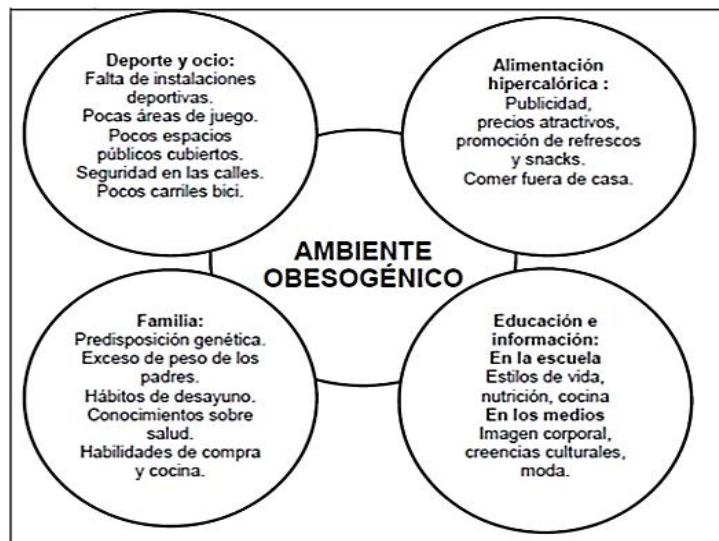 Deporte y ocio:
Falta de instalaciones
deportivas.
Pocas áreas de juego.
Pocos espacios
públicos cubiertos.
Seguridad en las calles.
Pocos carriles bici.
Alimentación
hipercalórica :
Publicidad,
precios atractivos,
promoción de refrescos
y snacks.
Comer fuera de casa.
AMBIENTE
OBESOGÉNICO
Familia:
Predisposición genética.
Exceso de peso de los
padres.
Hábitos de desayuno.
Conocimientos sobre
salud.
Habilidades de compra
y cocina.
Educación e
información:
En la escuela
Estilos de vida,
nutrición, cocina
En los medios
Imagen corporal,
creencias culturales,
moda.